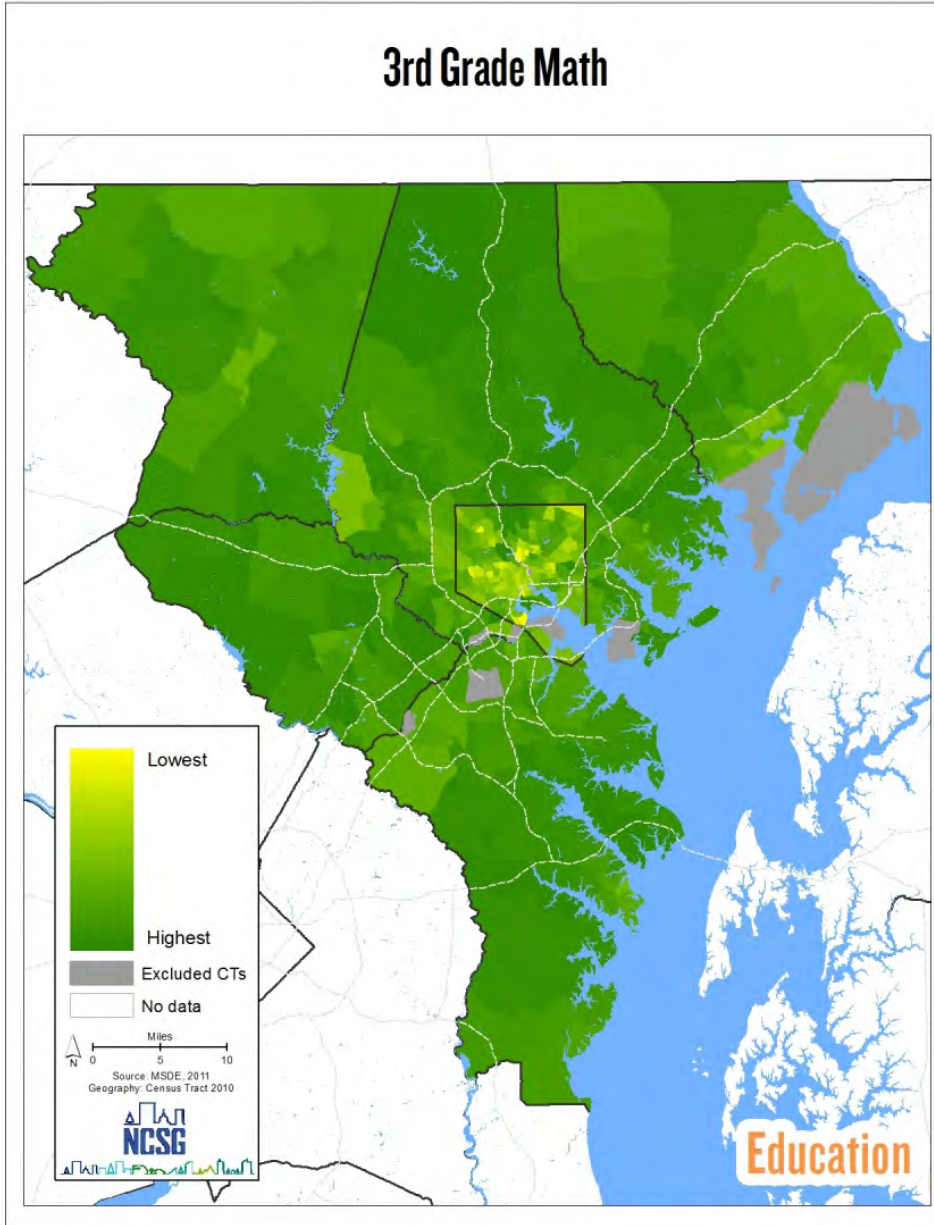 3rd Grade Math
Lowest
Highest
Excluded CTs
No data
Miles
N
0 5 10
Source: MSDE, 2011
Geography: Census Tract 2010
NCSG
Education